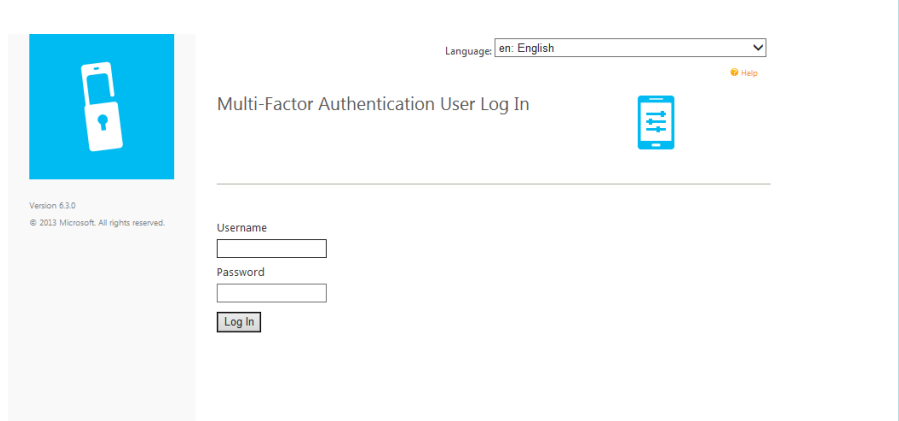 Language: en: English
Help
Multi-Factor Authentication User Log In
Version 6.3.0
© 2013 Microsoft. All rights reserved.
Username
Password
Log In